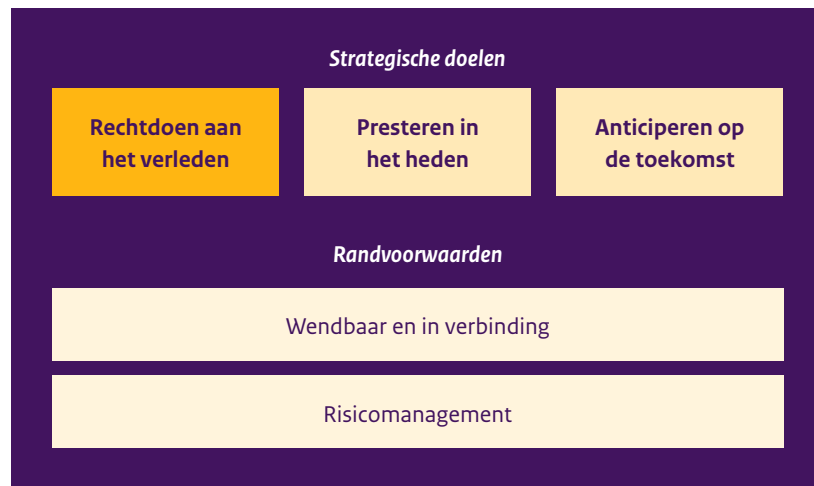 Strategische doelen
Rechtdoen aan
het verleden
Presteren in
het heden
Anticiperen op
de toekomst
Randvoorwaarden
Wendbaar en in verbinding
Risicomanagement